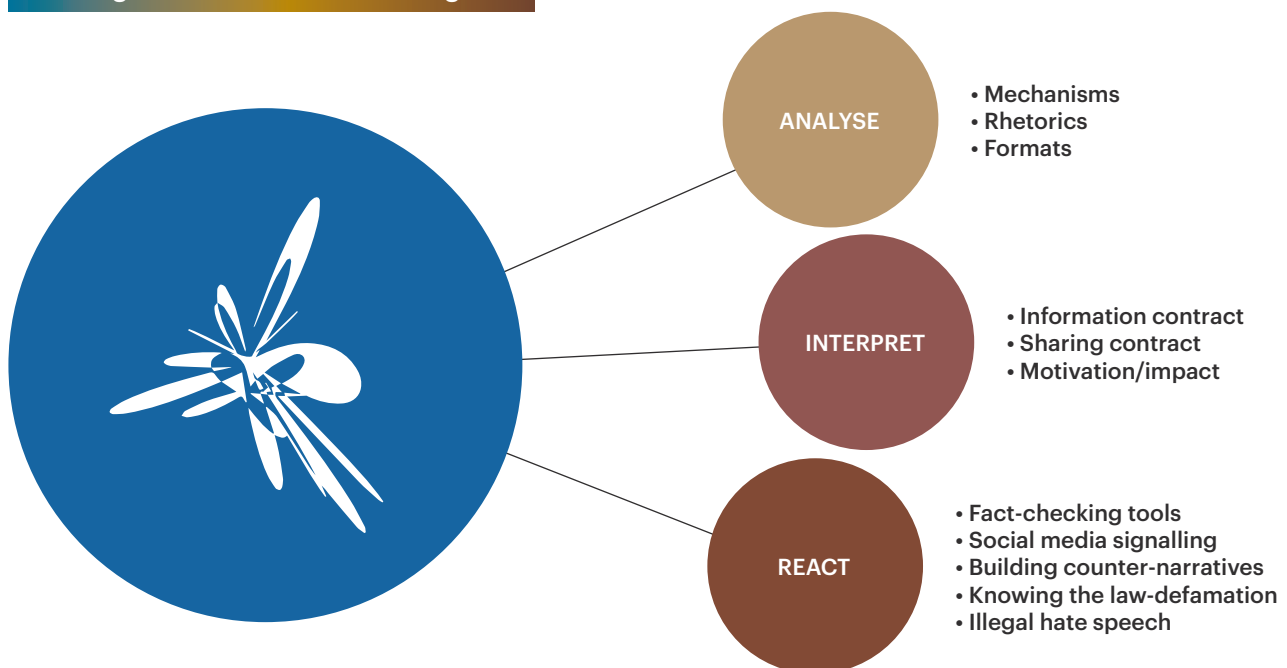 ANALYSE
• Mechanisms
• Rhetorics
• Formats
INTERPRET
• Information contract
• Sharing contract
• Motivation/impact
REACT
• Fact-checking tools
• Social media signalling
• Building counter-narratives
• Knowing the law-defamation
• Illegal hate speech